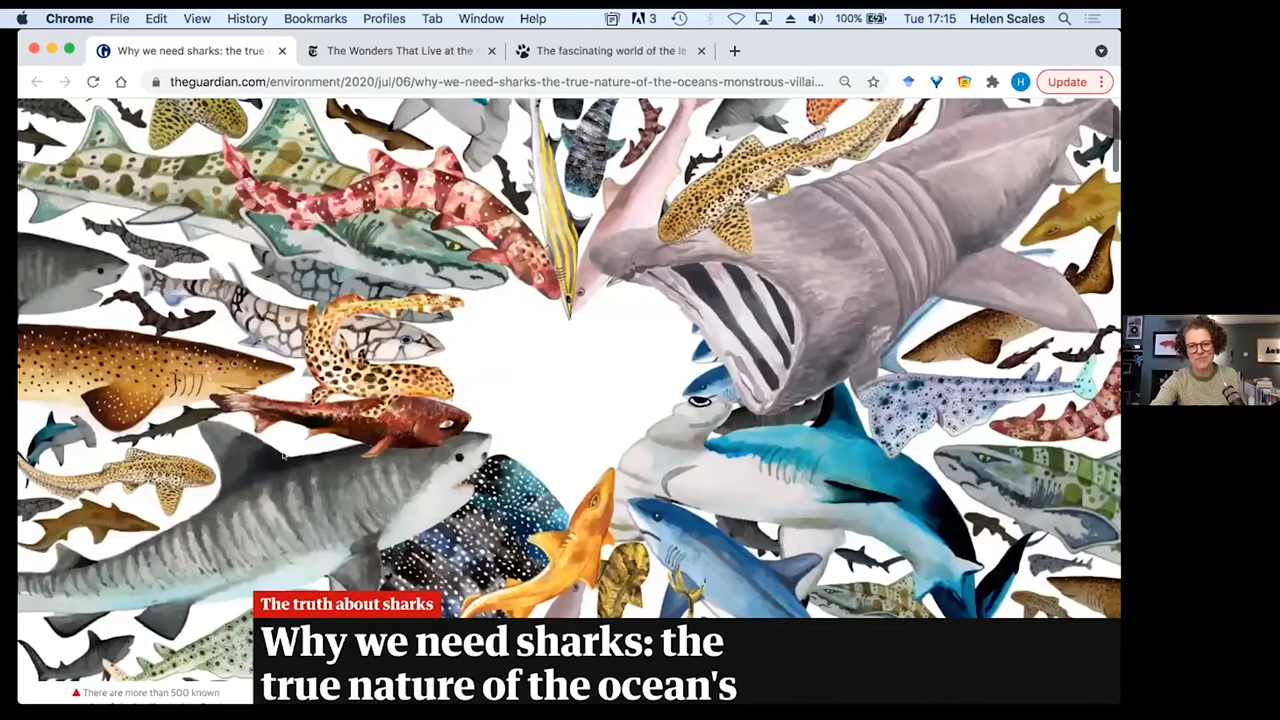 Chrome File Edit View History Bookmarks Profiles Tab Window Help 3 100% Tue 17:15 Helen Scales
Why we need sharks: the true The Wonders That Live at the The fascinating world of the le
theguardian.com/environment/2020/jul/06/why-we-need-sharks-the-true-nature-of-the-oceans-monstrous-villai... H Update
The truth about sharks
Why we need sharks: the
true nature of the ocean's
There are more than 500 known